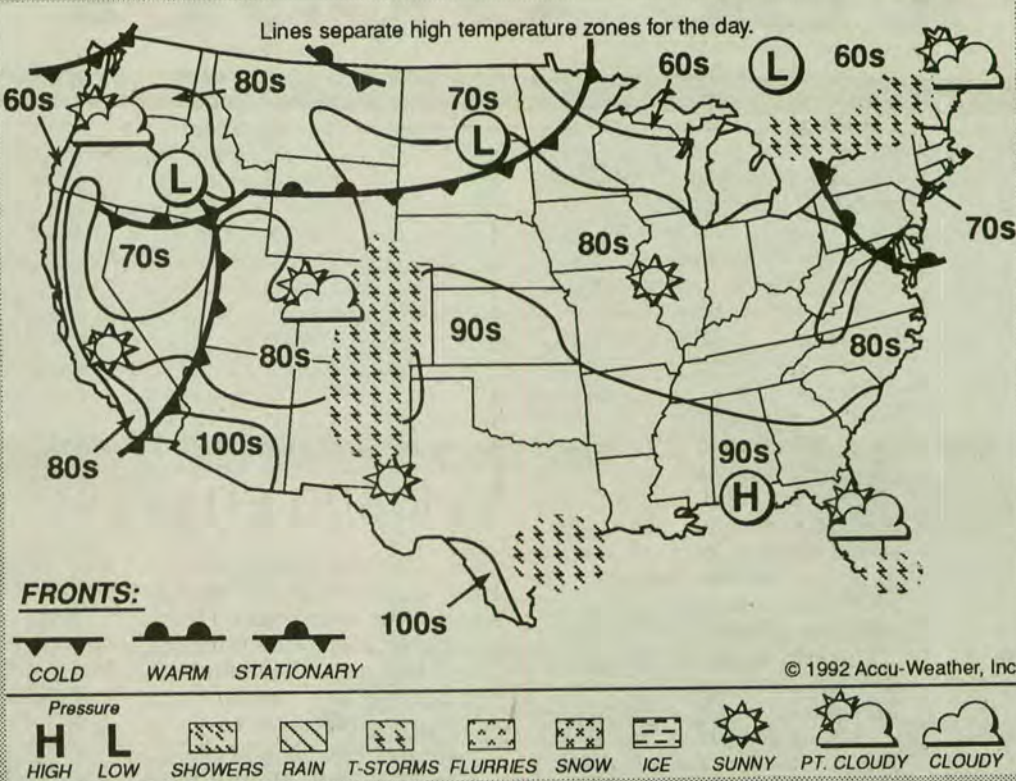 Lines separate high temperature zones for the day.
60s
80s
70s
60s
60s
70s
70s
80s
90s
80s
80s
100s
80s
90s
100s
L
L
L
H
FRONTS:
COLD WARM STATIONARY
© 1992 Accu-Weather, Inc
Pressure
H L
HIGH LOW SHOWERS RAIN T-STORMS FLURRIES SNOW ICE SUNNY PT. CLOUDY CLOUDY